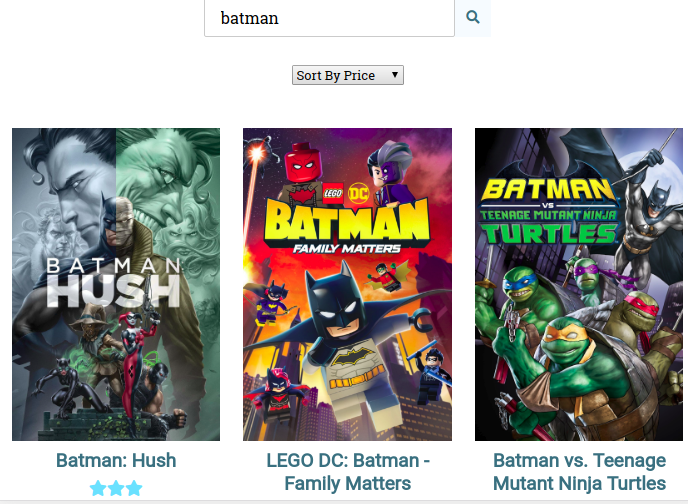 batman
Sort By Price
BATMAN
HUSH
LEGO DC
BATMAN
FAMILY MATTERS
BATMAN
VS
TEENAGE MUTANT NINJA
TURTLES
Batman: Hush
LEGO DC: Batman -
Family Matters
Batman vs. Teenage
Mutant Ninja Turtles